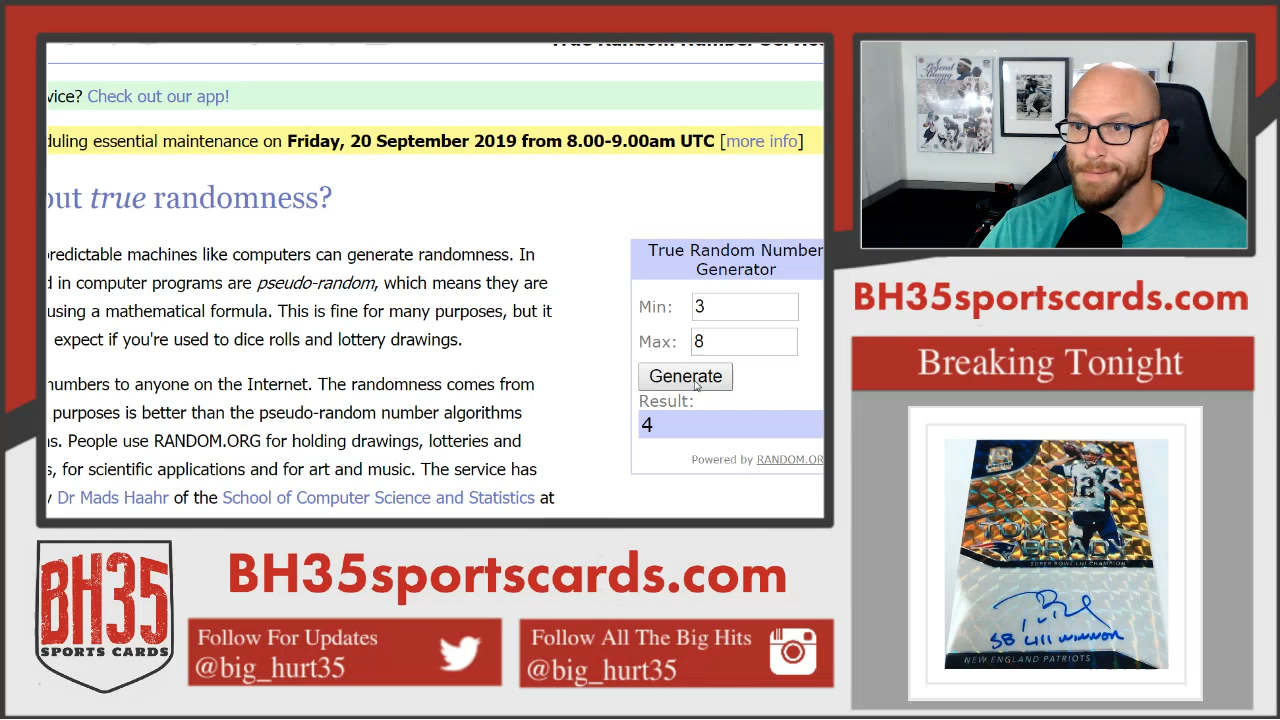 vice? Check out our app!
duling essential maintenance on Friday, 20 September 2019 from 8.00-9.00am UTC [more info]
out true randomness?
predictable machines like computers can generate randomness. In
d in computer programs are pseudo-random, which means they are
using a mathematical formula. This is fine for many purposes, but it
expect if you're used to dice rolls and lottery drawings.
numbers to anyone on the Internet. The randomness comes from
purposes is better than the pseudo-random number algorithms
s. People use RANDOM.ORG for holding drawings, lotteries and
s, for scientific applications and for art and music. The service has
y Dr Mads Haahr of the School of Computer Science and Statistics at
True Random Number
Generator
Min: 3
Max: 8
Generate
Result:
4
Powered by RANDOM.OR
Legend
Among
BH35sportscards.com
Breaking Tonight
12
TOM
BRADY
SUPER BOWL LIII CHAMPION
SB LIII WINNER
NEW ENGLAND PATRIOTS
BH35
SPORTS CARDS
BH35sportscards.com
Follow For Updates
@big_hurt35
Follow All The Big Hits
@big_hurt35